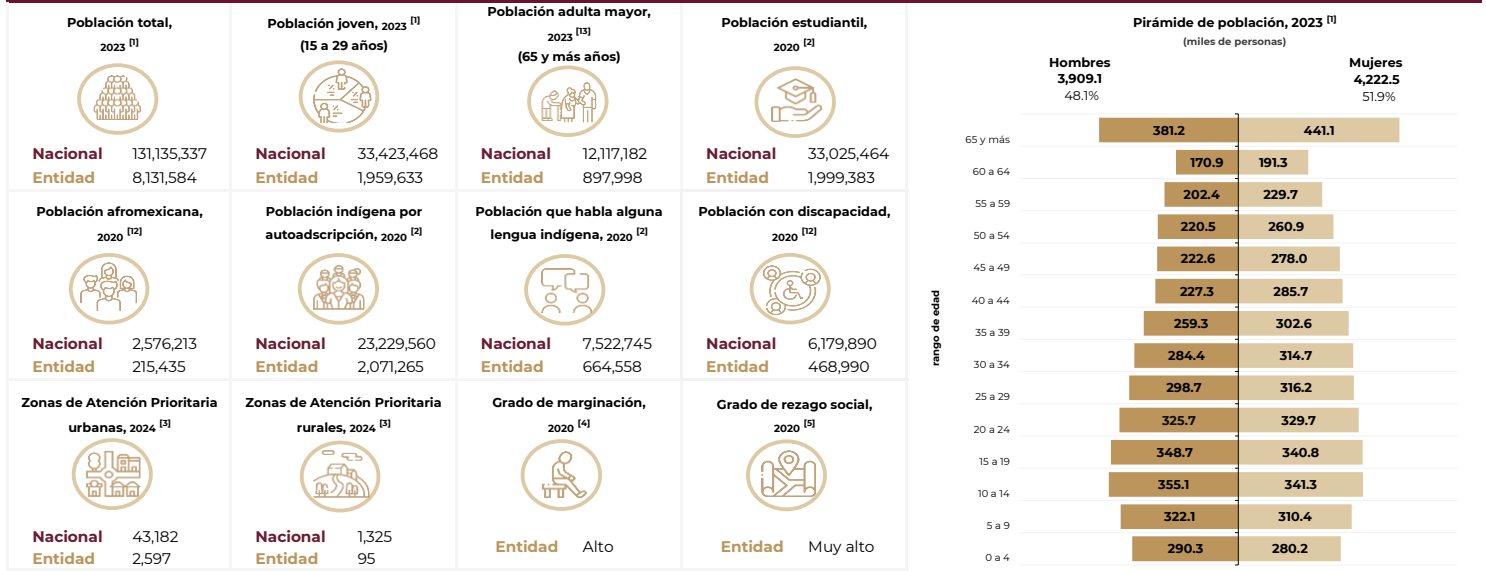 Población total,
2023 [1]
Nacional 131,135,337
Entidad 8,131,584
Población joven, 2023 [1]
(15 a 29 años)
Nacional 33,423,468
Entidad 1,959,633
Población adulta mayor,
2023 [13]
(65 y más años)
Nacional 12,117,182
Entidad 897,998
Población estudiantil,
2020 [2]
Nacional 33,025,464
Entidad 1,999,383
Población afromexicana,
2020 [12]
Nacional 2,576,213
Entidad 215,435
Población indígena por
autoadscripción, 2020 [2]
Nacional 23,229,560
Entidad 2,071,265
Población que habla alguna
lengua indígena, 2020 [2]
Nacional 7,522,745
Entidad 664,558
Población con discapacidad,
2020 [12]
Nacional 6,179,890
Entidad 468,990
Zonas de Atención Prioritaria
urbanas, 2024 [3]
Nacional 43,182
Entidad 2,597
Zonas de Atención Prioritaria
rurales, 2024 [3]
Nacional 1,325
Entidad 95
Grado de marginación,
2020 [4]
Entidad Alto
Grado de rezago social,
2020 [5]
Entidad Muy alto
Pirámide de población, 2023 [1]
(miles de personas)
Hombres
3,909.1
48.1%
Mujeres
4,222.5
51.9%
rango de edad
65 y más 381.2 441.1
60 a 64 170.9 191.3
55 a 59 202.4 229.7
50 a 54 220.5 260.9
45 a 49 222.6 278.0
40 a 44 227.3 285.7
35 a 39 259.3 302.6
30 a 34 284.4 314.7
25 a 29 298.7 316.2
20 a 24 325.7 329.7
15 a 19 348.7 340.8
10 a 14 355.1 341.3
5 a 9 322.1 310.4
0 a 4 290.3 280.2